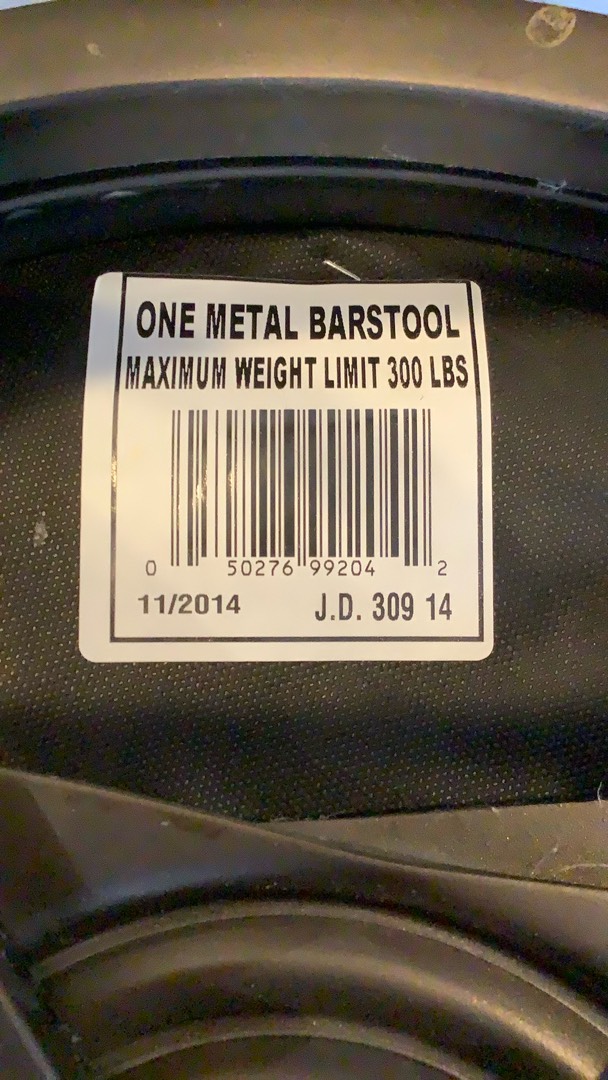 ONE METAL BARSTOOL
MAXIMUM WEIGHT LIMIT 300 LBS
0 50276 99204 2
11/2014 J.D. 309 14